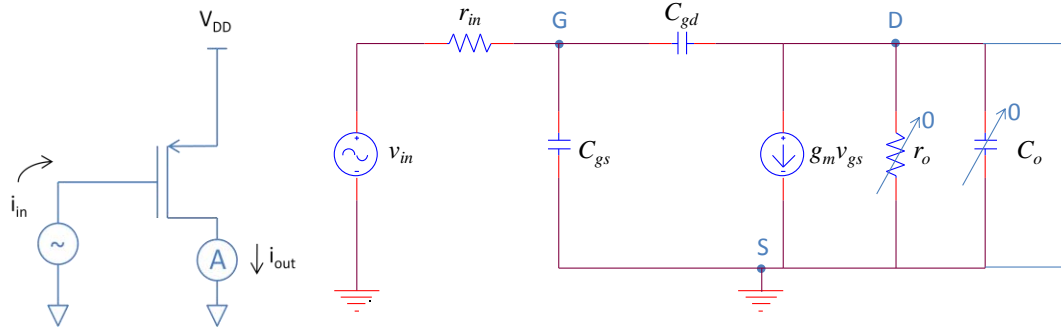 V_DD
i_in
~
A
i_out
r_in
G
C_gd
D
v_in
C_gs
g_m v_gs
0
r_o
0
C_o
S